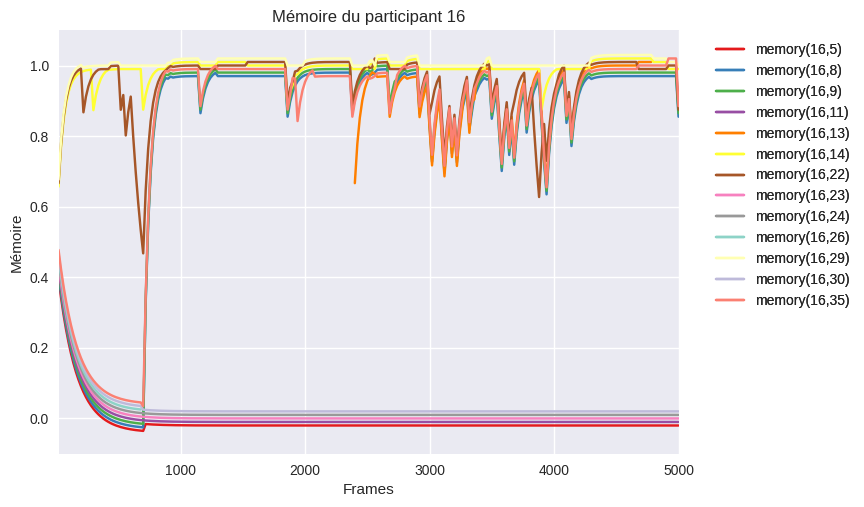 Mémoire du participant 16
Mémoire
1.0
0.8
0.6
0.4
0.2
0.0
1000
2000
3000
4000
5000
Frames
memory(16,5)
memory(16,8)
memory(16,9)
memory(16,11)
memory(16,13)
memory(16,14)
memory(16,22)
memory(16,23)
memory(16,24)
memory(16,26)
memory(16,29)
memory(16,30)
memory(16,35)